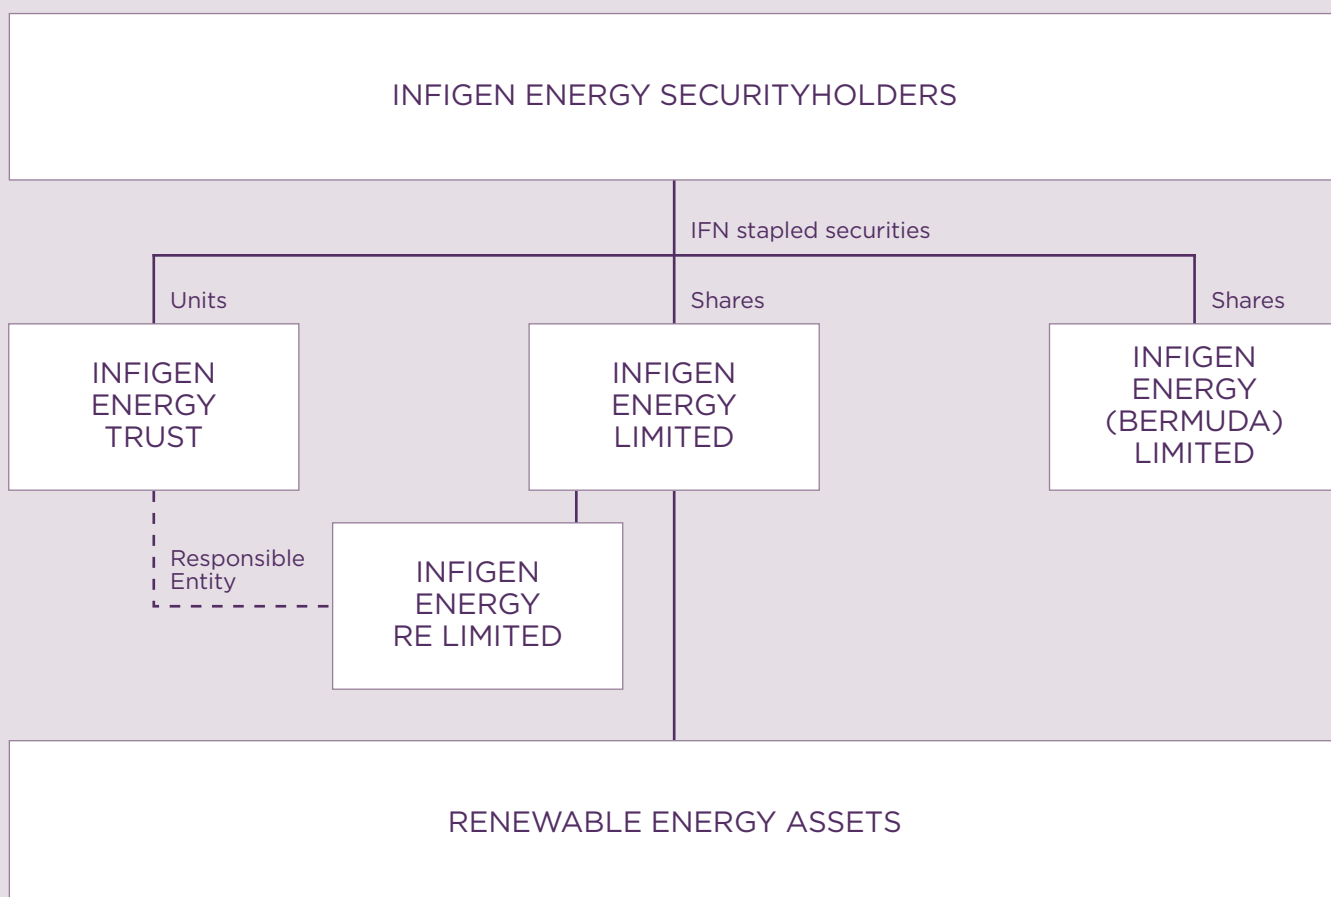 INFIGEN ENERGY SECURITYHOLDERS
IFN stapled securities
Units
Shares
Shares
INFIGEN
ENERGY
TRUST
INFIGEN
ENERGY
LIMITED
INFIGEN
ENERGY
(BERMUDA)
LIMITED
Responsible
Entity
INFIGEN
ENERGY
RE LIMITED
RENEWABLE ENERGY ASSETS